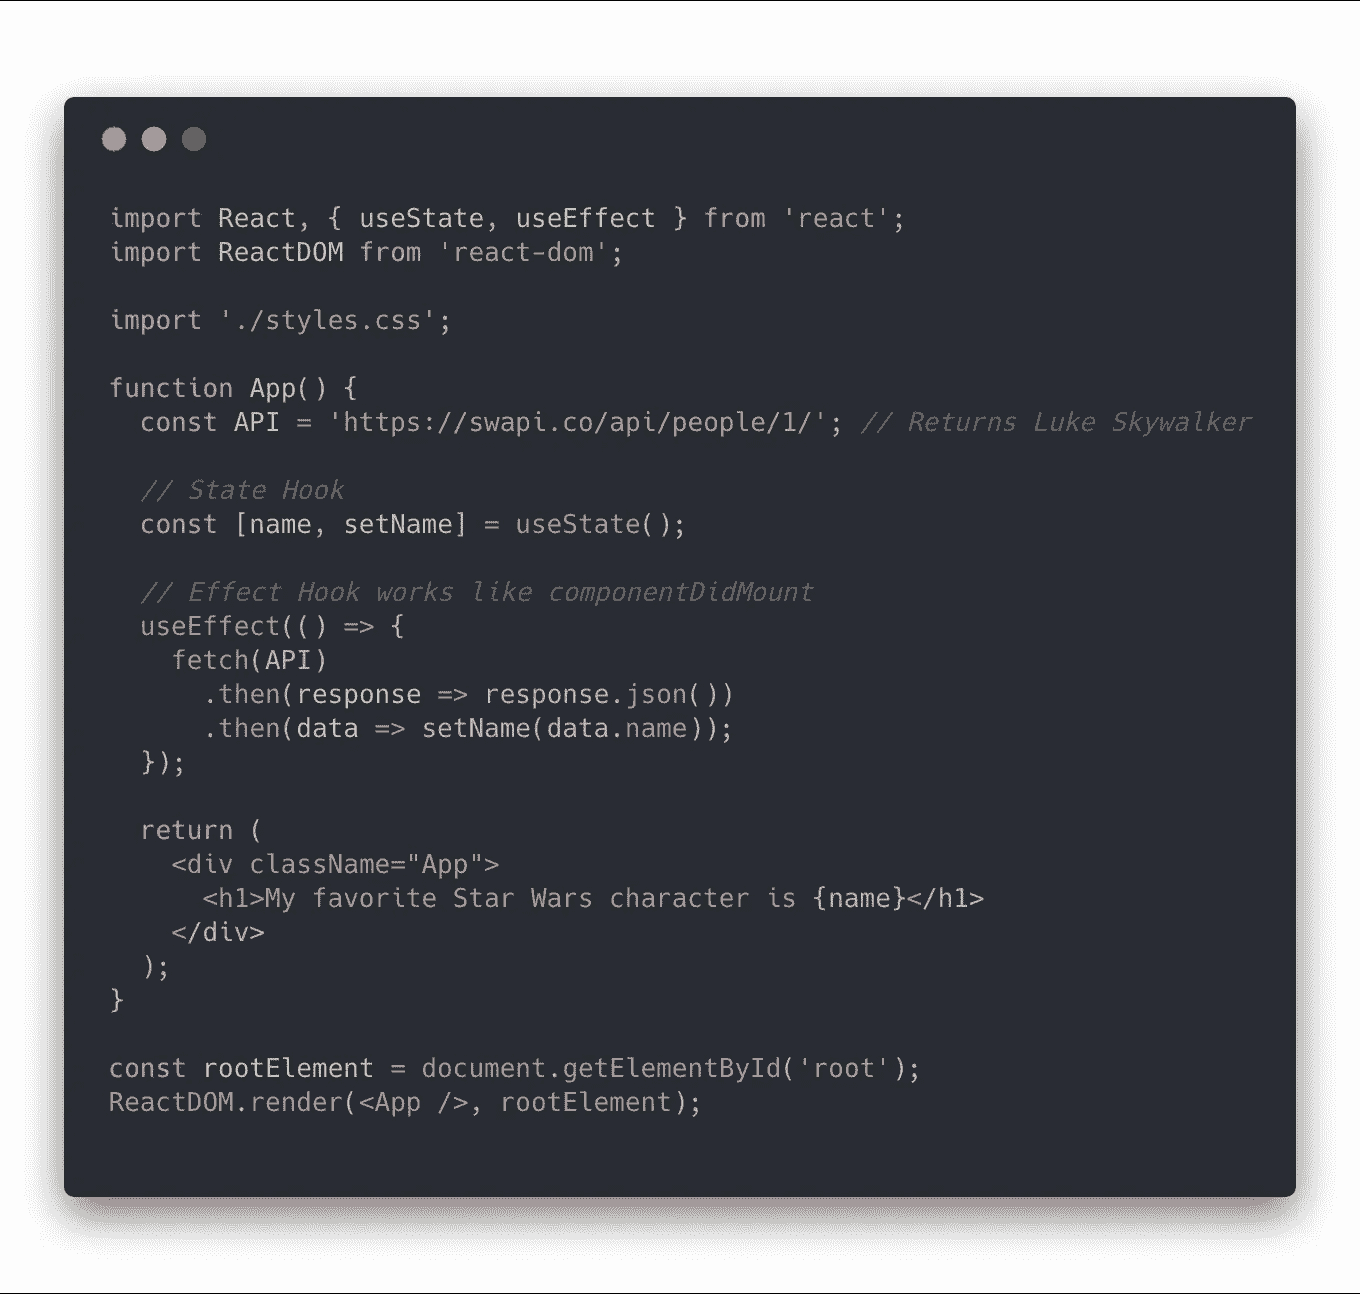 import React, { useState, useEffect } from 'react';
import ReactDOM from 'react-dom';

import './styles.css';

function App() {
  const API = 'https://swapi.co/api/people/1/'; // Returns Luke Skywalker

  // State Hook
  const [name, setName] = useState();

  // Effect Hook works like componentDidMount
  useEffect(() => {
    fetch(API)
      .then(response => response.json())
      .then(data => setName(data.name));
  });

  return (
    <div className="App">
      <h1>My favorite Star Wars character is {name}</h1>
    </div>
  );
}

const rootElement = document.getElementById('root');
ReactDOM.render(<App />, rootElement);